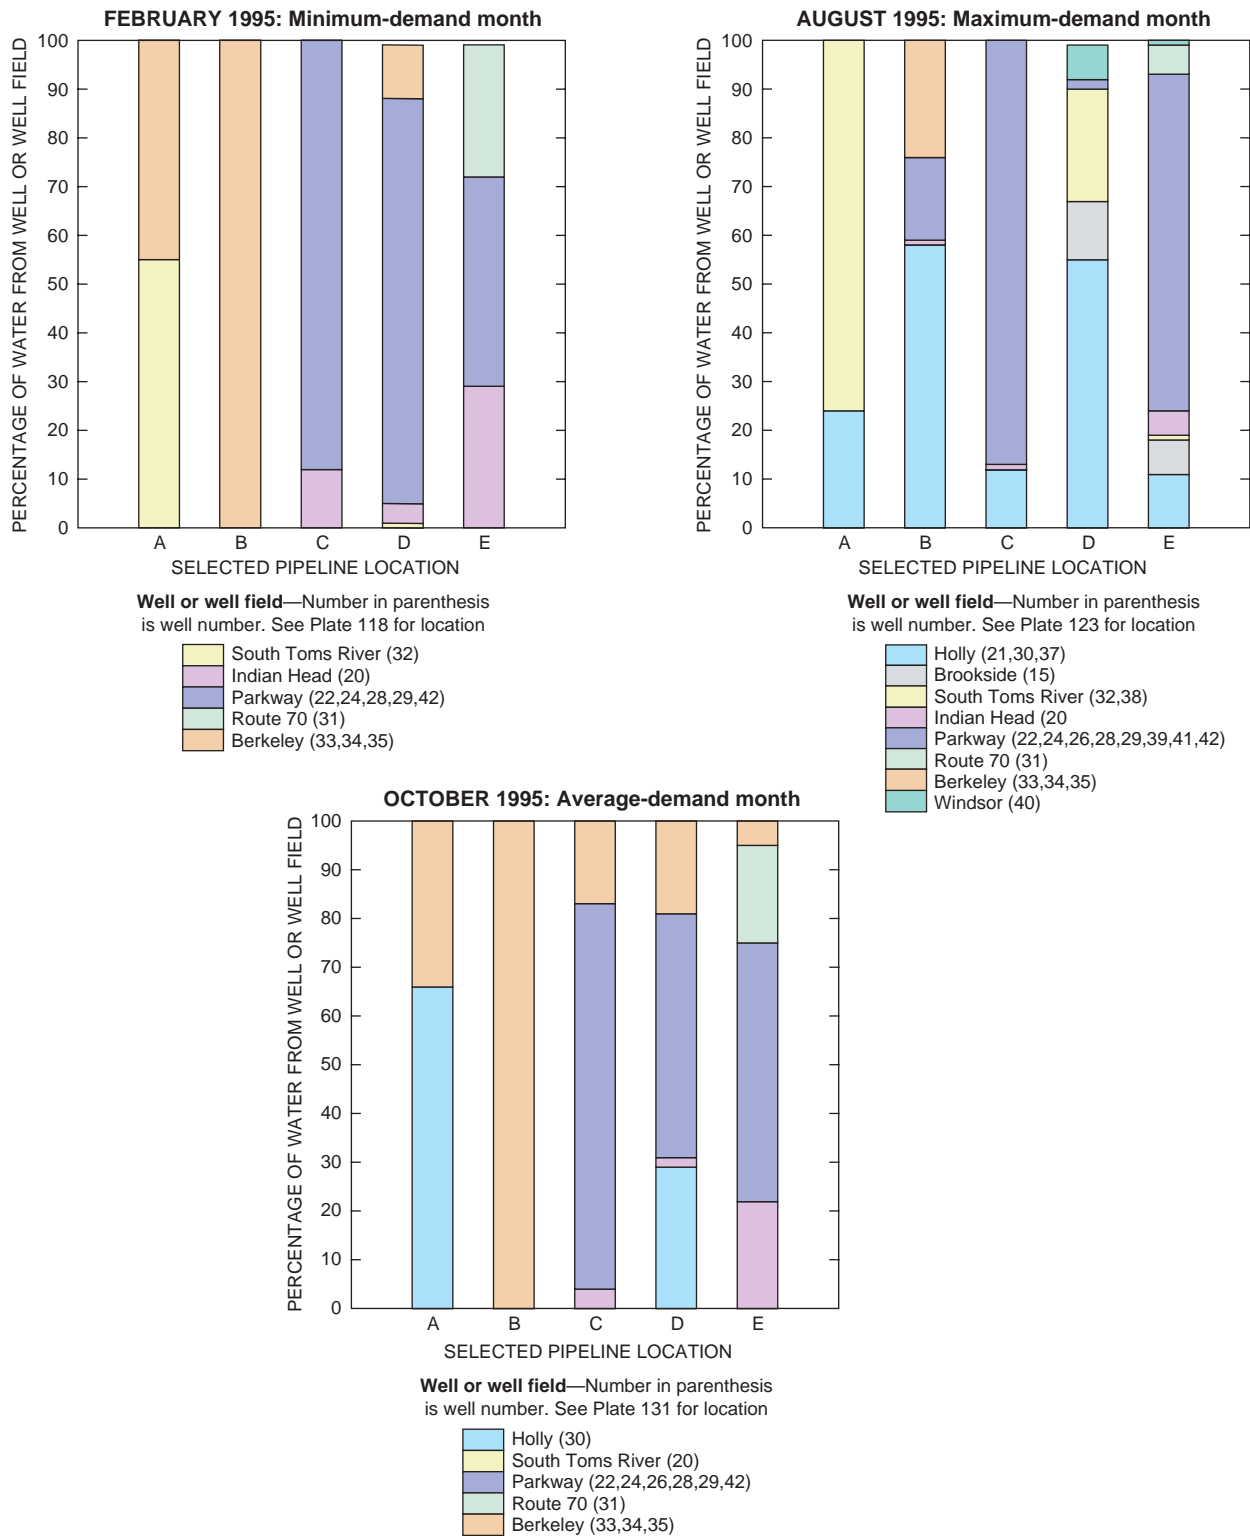 FEBRUARY 1995: Minimum-demand month
PERCENTAGE OF WATER FROM WELL OR WELL FIELD
100
90
80
70
60
50
40
30
20
10
0
A B C D E
SELECTED PIPELINE LOCATION
Well or well field—Number in parenthesis
is well number. See Plate 118 for location
South Toms River (32)
Indian Head (20)
Parkway (22,24,28,29,42)
Route 70 (31)
Berkeley (33,34,35)
AUGUST 1995: Maximum-demand month
PERCENTAGE OF WATER FROM WELL OR WELL FIELD
100
90
80
70
60
50
40
30
20
10
0
A B C D E
SELECTED PIPELINE LOCATION
Well or well field—Number in parenthesis
is well number. See Plate 123 for location
Holly (21,30,37)
Brookside (15)
South Toms River (32,38)
Indian Head (20
Parkway (22,24,26,28,29,39,41,42)
Route 70 (31)
Berkeley (33,34,35)
Windsor (40)
OCTOBER 1995: Average-demand month
PERCENTAGE OF WATER FROM WELL OR WELL FIELD
100
90
80
70
60
50
40
30
20
10
0
A B C D E
SELECTED PIPELINE LOCATION
Well or well field—Number in parenthesis
is well number. See Plate 131 for location
Holly (30)
South Toms River (20)
Parkway (22,24,26,28,29,42)
Route 70 (31)
Berkeley (33,34,35)